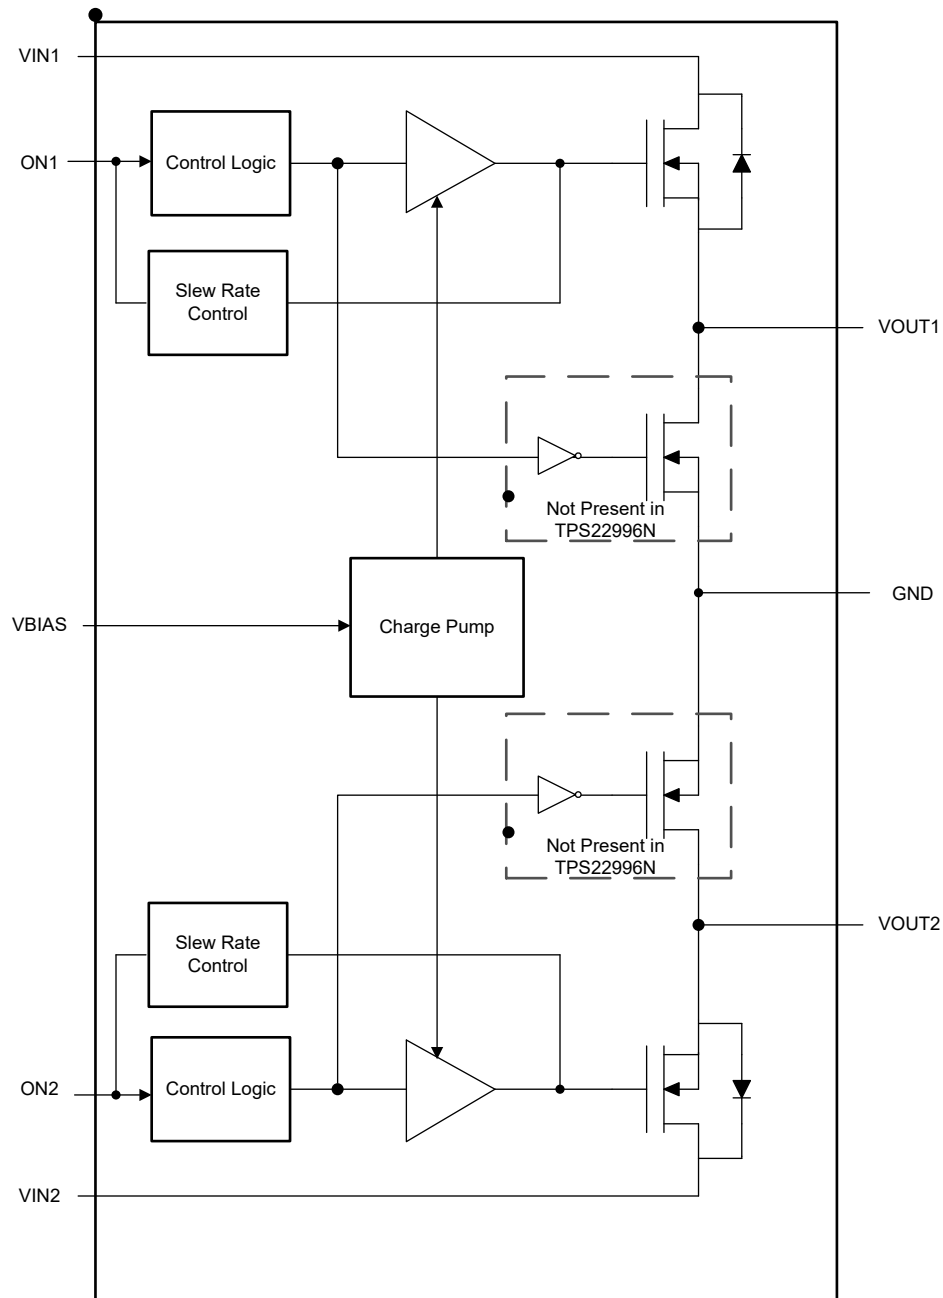 VIN1
ON1
Control Logic
Slew Rate
Control
VOUT1
Not Present in
TPS22996N
GND
VBIAS
Charge Pump
Not Present in
TPS22996N
VOUT2
Slew Rate
Control
ON2
Control Logic
VIN2